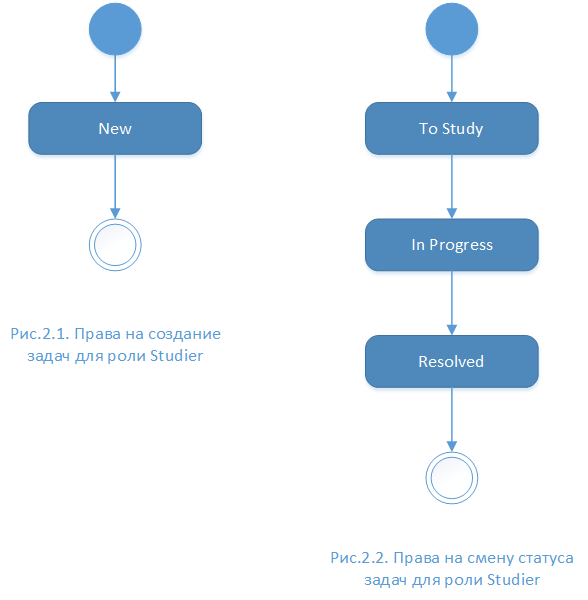 New
Рис.2.1. Права на создание
задач для роли Studier
To Study
In Progress
Resolved
Рис.2.2. Права на смену статуса
задач для роли Studier